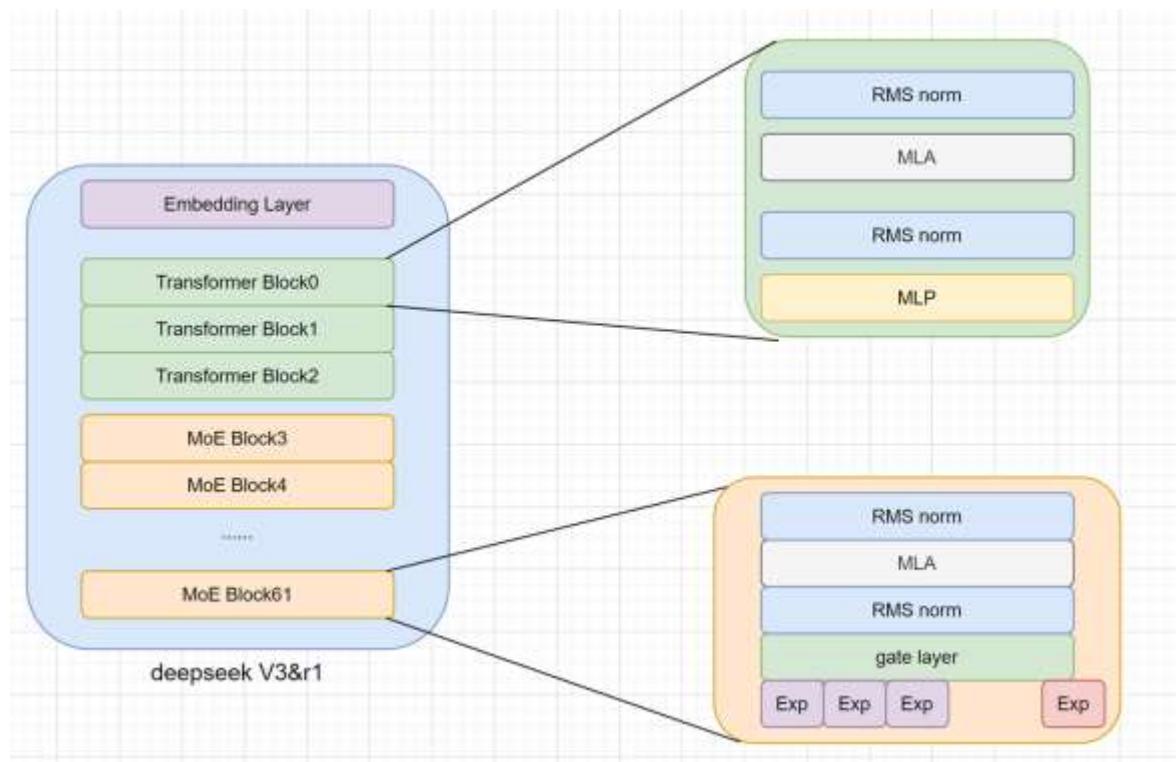 Embedding Layer
Transformer Block0
Transformer Block1
Transformer Block2
MoE Block3
MoE Block4
......
MoE Block61
deepseek V3&r1
RMS norm
MLA
RMS norm
MLP
RMS norm
MLA
RMS norm
gate layer
Exp Exp Exp Exp